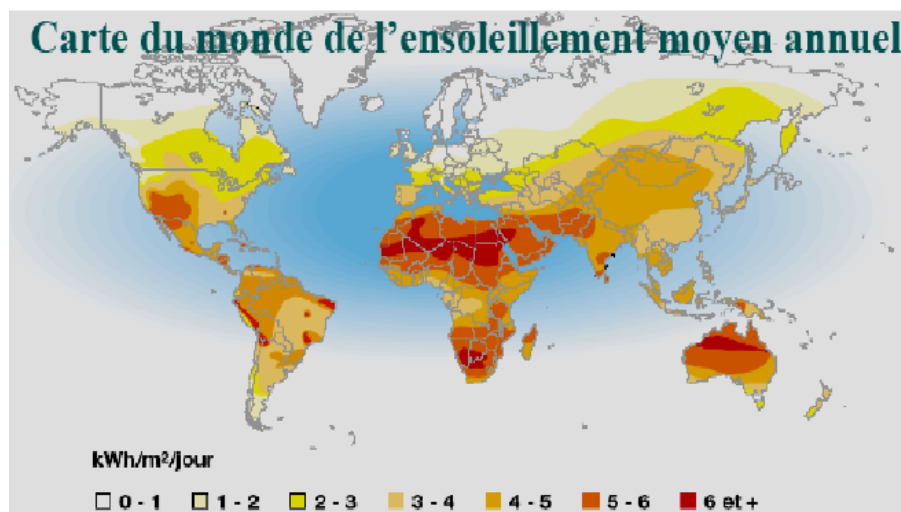 Carte du monde de l'ensoleillement moyen annuel
kWh/m²/jour
0 - 1 1 - 2 2 - 3 3 - 4 4 - 5 5 - 6 6 et +